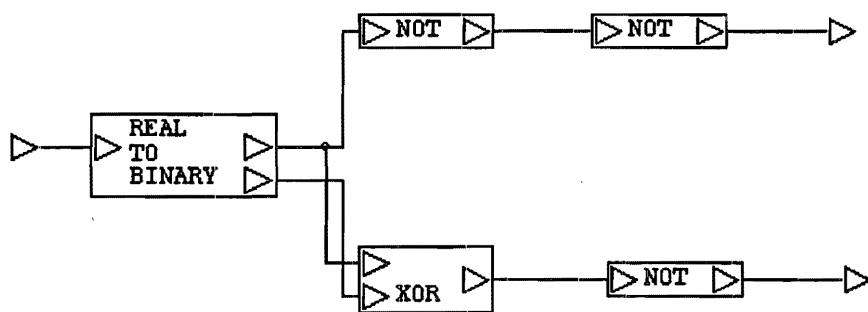 NOT
NOT
REAL
TO
BINARY
XOR
NOT